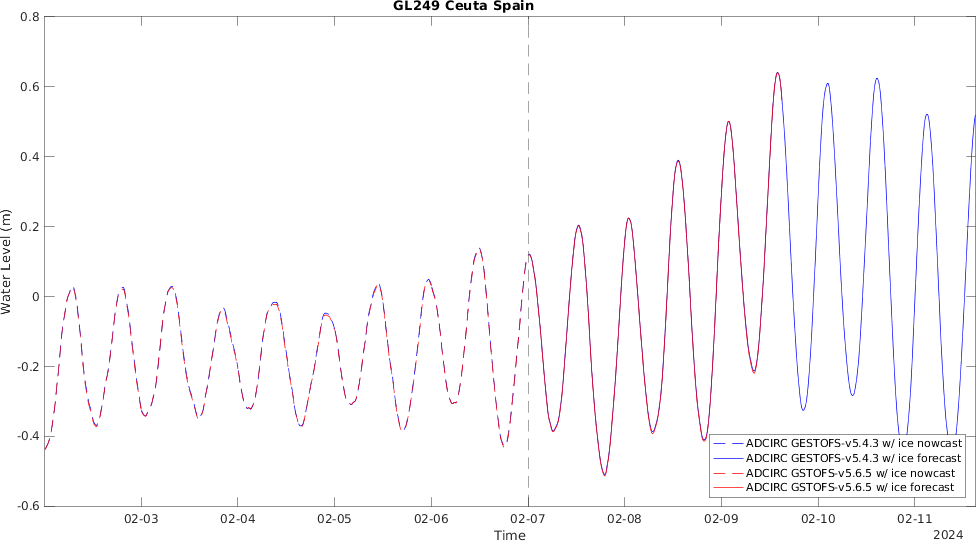 GL249 Ceuta Spain
0.8
0.6
0.4
0.2
0
-0.2
-0.4
-0.6
Water Level (m)
ADCIRC GESTOFS-v5.4.3 w/ ice nowcast
ADCIRC GESTOFS-v5.4.3 w/ ice forecast
ADCIRC GSTOFS-v5.6.5 w/ ice nowcast
ADCIRC GSTOFS-v5.6.5 w/ ice forecast
02-03 02-04 02-05 02-06 02-07 02-08 02-09 02-10 02-11
Time
2024